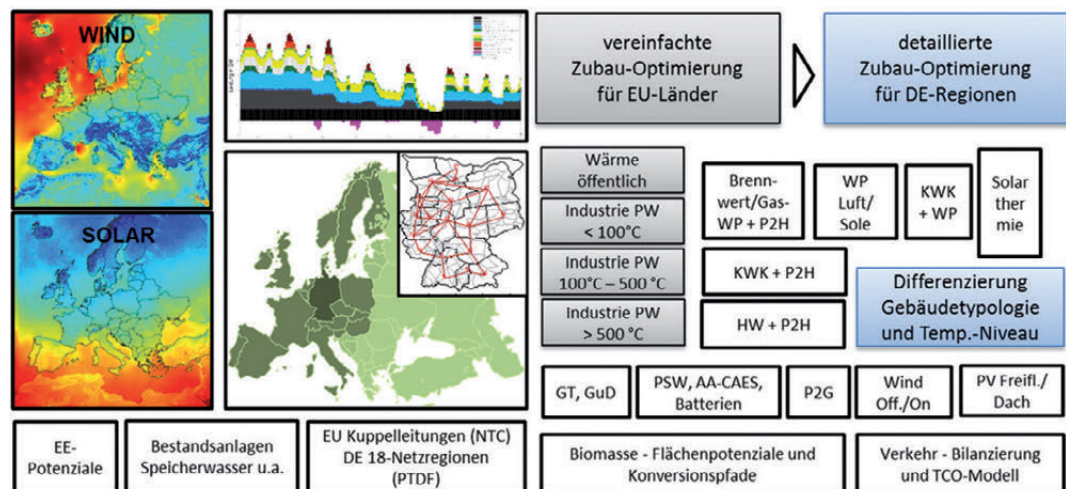 WIND
SOLAR
vereinfachte
Zubau-Optimierung
für EU-Länder
detaillierte
Zubau-Optimierung
für DE-Regionen
Wärme
öffentlich
Industrie PW
< 100°C
Industrie PW
100°C – 500 °C
Industrie PW
> 500 °C
Brenn-
wert/Gas-
WP + P2H
WP
Luft/
Sole
KWK
+ WP
Solar
ther
mie
KWK + P2H
HW + P2H
Differenzierung
Gebäudetypologie
und Temp.-Niveau
GT, GuD
PSW, AA-CAES,
Batterien
P2G
Wind
Off./On
PV Freifl./
Dach
EE-
Potenziale
Bestandsanlagen
Speicherwasser u.a.
EU Kuppelleitungen (NTC)
DE 18-Netzregionen
(PTDF)
Biomasse - Flächenpotenziale und
Konversionspfade
Verkehr - Bilanzierung
und TCO-Modell